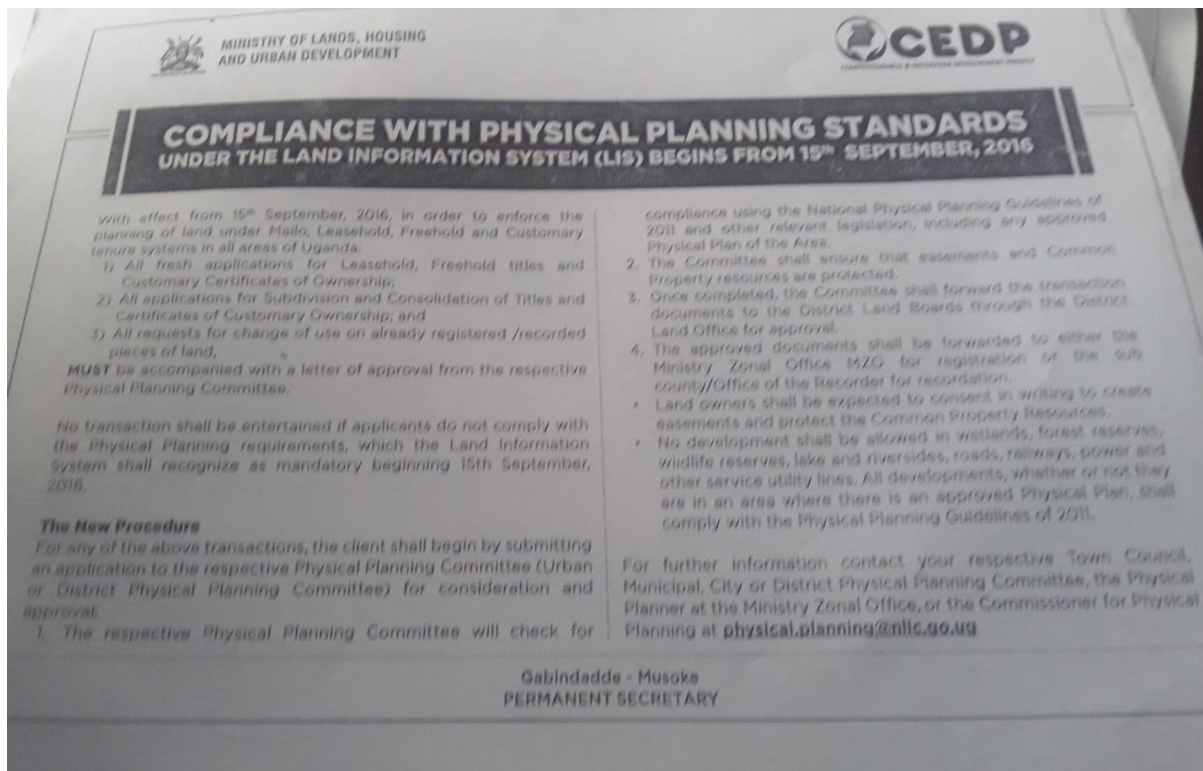 MINISTRY OF LANDS, HOUSING
AND URBAN DEVELOPMENT
CEDP
COMPETITIVENESS & ENTERPRISE DEVELOPMENT PROJECT
COMPLIANCE WITH PHYSICAL PLANNING STANDARDS
UNDER THE LAND INFORMATION SYSTEM (LIS) BEGINS FROM 15TH SEPTEMBER, 2016
With effect from 15th September, 2016, in order to enforce the
planning of land under Mailo, Leasehold, Freehold and Customary
tenure systems in all areas of Uganda:
1) All fresh applications for Leasehold, Freehold titles and
Customary Certificates of Ownership;
2) All applications for Subdivision and Consolidation of Titles and
Certificates of Customary Ownership; and
3) All requests for change of use on already registered /recorded
pieces of land,
MUST be accompanied with a letter of approval from the respective
Physical Planning Committee.
No transaction shall be entertained if applicants do not comply with
the Physical Planning requirements, which the Land Information
System shall recognize as mandatory beginning 15th September,
2016.
The New Procedure
For any of the above transactions, the client shall begin by submitting
an application to the respective Physical Planning Committee (Urban
or District Physical Planning Committee) for consideration and
approval:
1. The respective Physical Planning Committee will check for
compliance using the National Physical Planning Guidelines of
2011 and other relevant legislation, including any approved
Physical Plan of the Area.
2. The Committee shall ensure that easements and Common
Property resources are protected.
3. Once completed, the Committee shall forward the transaction
documents to the District Land Boards through the District
Land Office for approval.
4. The approved documents shall be forwarded to either the
Ministry Zonal Office MZO for registration or the sub
county/Office of the Recorder for recordation.
• Land owners shall be expected to consent in writing to create
easements and protect the Common Property Resources.
• No development shall be allowed in wetlands, forest reserves,
wildlife reserves, lake and riversides, roads, railways, power and
other service utility lines. All developments, whether or not they
are in an area where there is an approved Physical Plan, shall
comply with the Physical Planning Guidelines of 2011.
For further information contact your respective Town Council,
Municipal, City or District Physical Planning Committee, the Physical
Planner at the Ministry Zonal Office, or the Commissioner for Physical
Planning at physical.planning@nlic.go.ug
Gabindadde - Musoke
PERMANENT SECRETARY